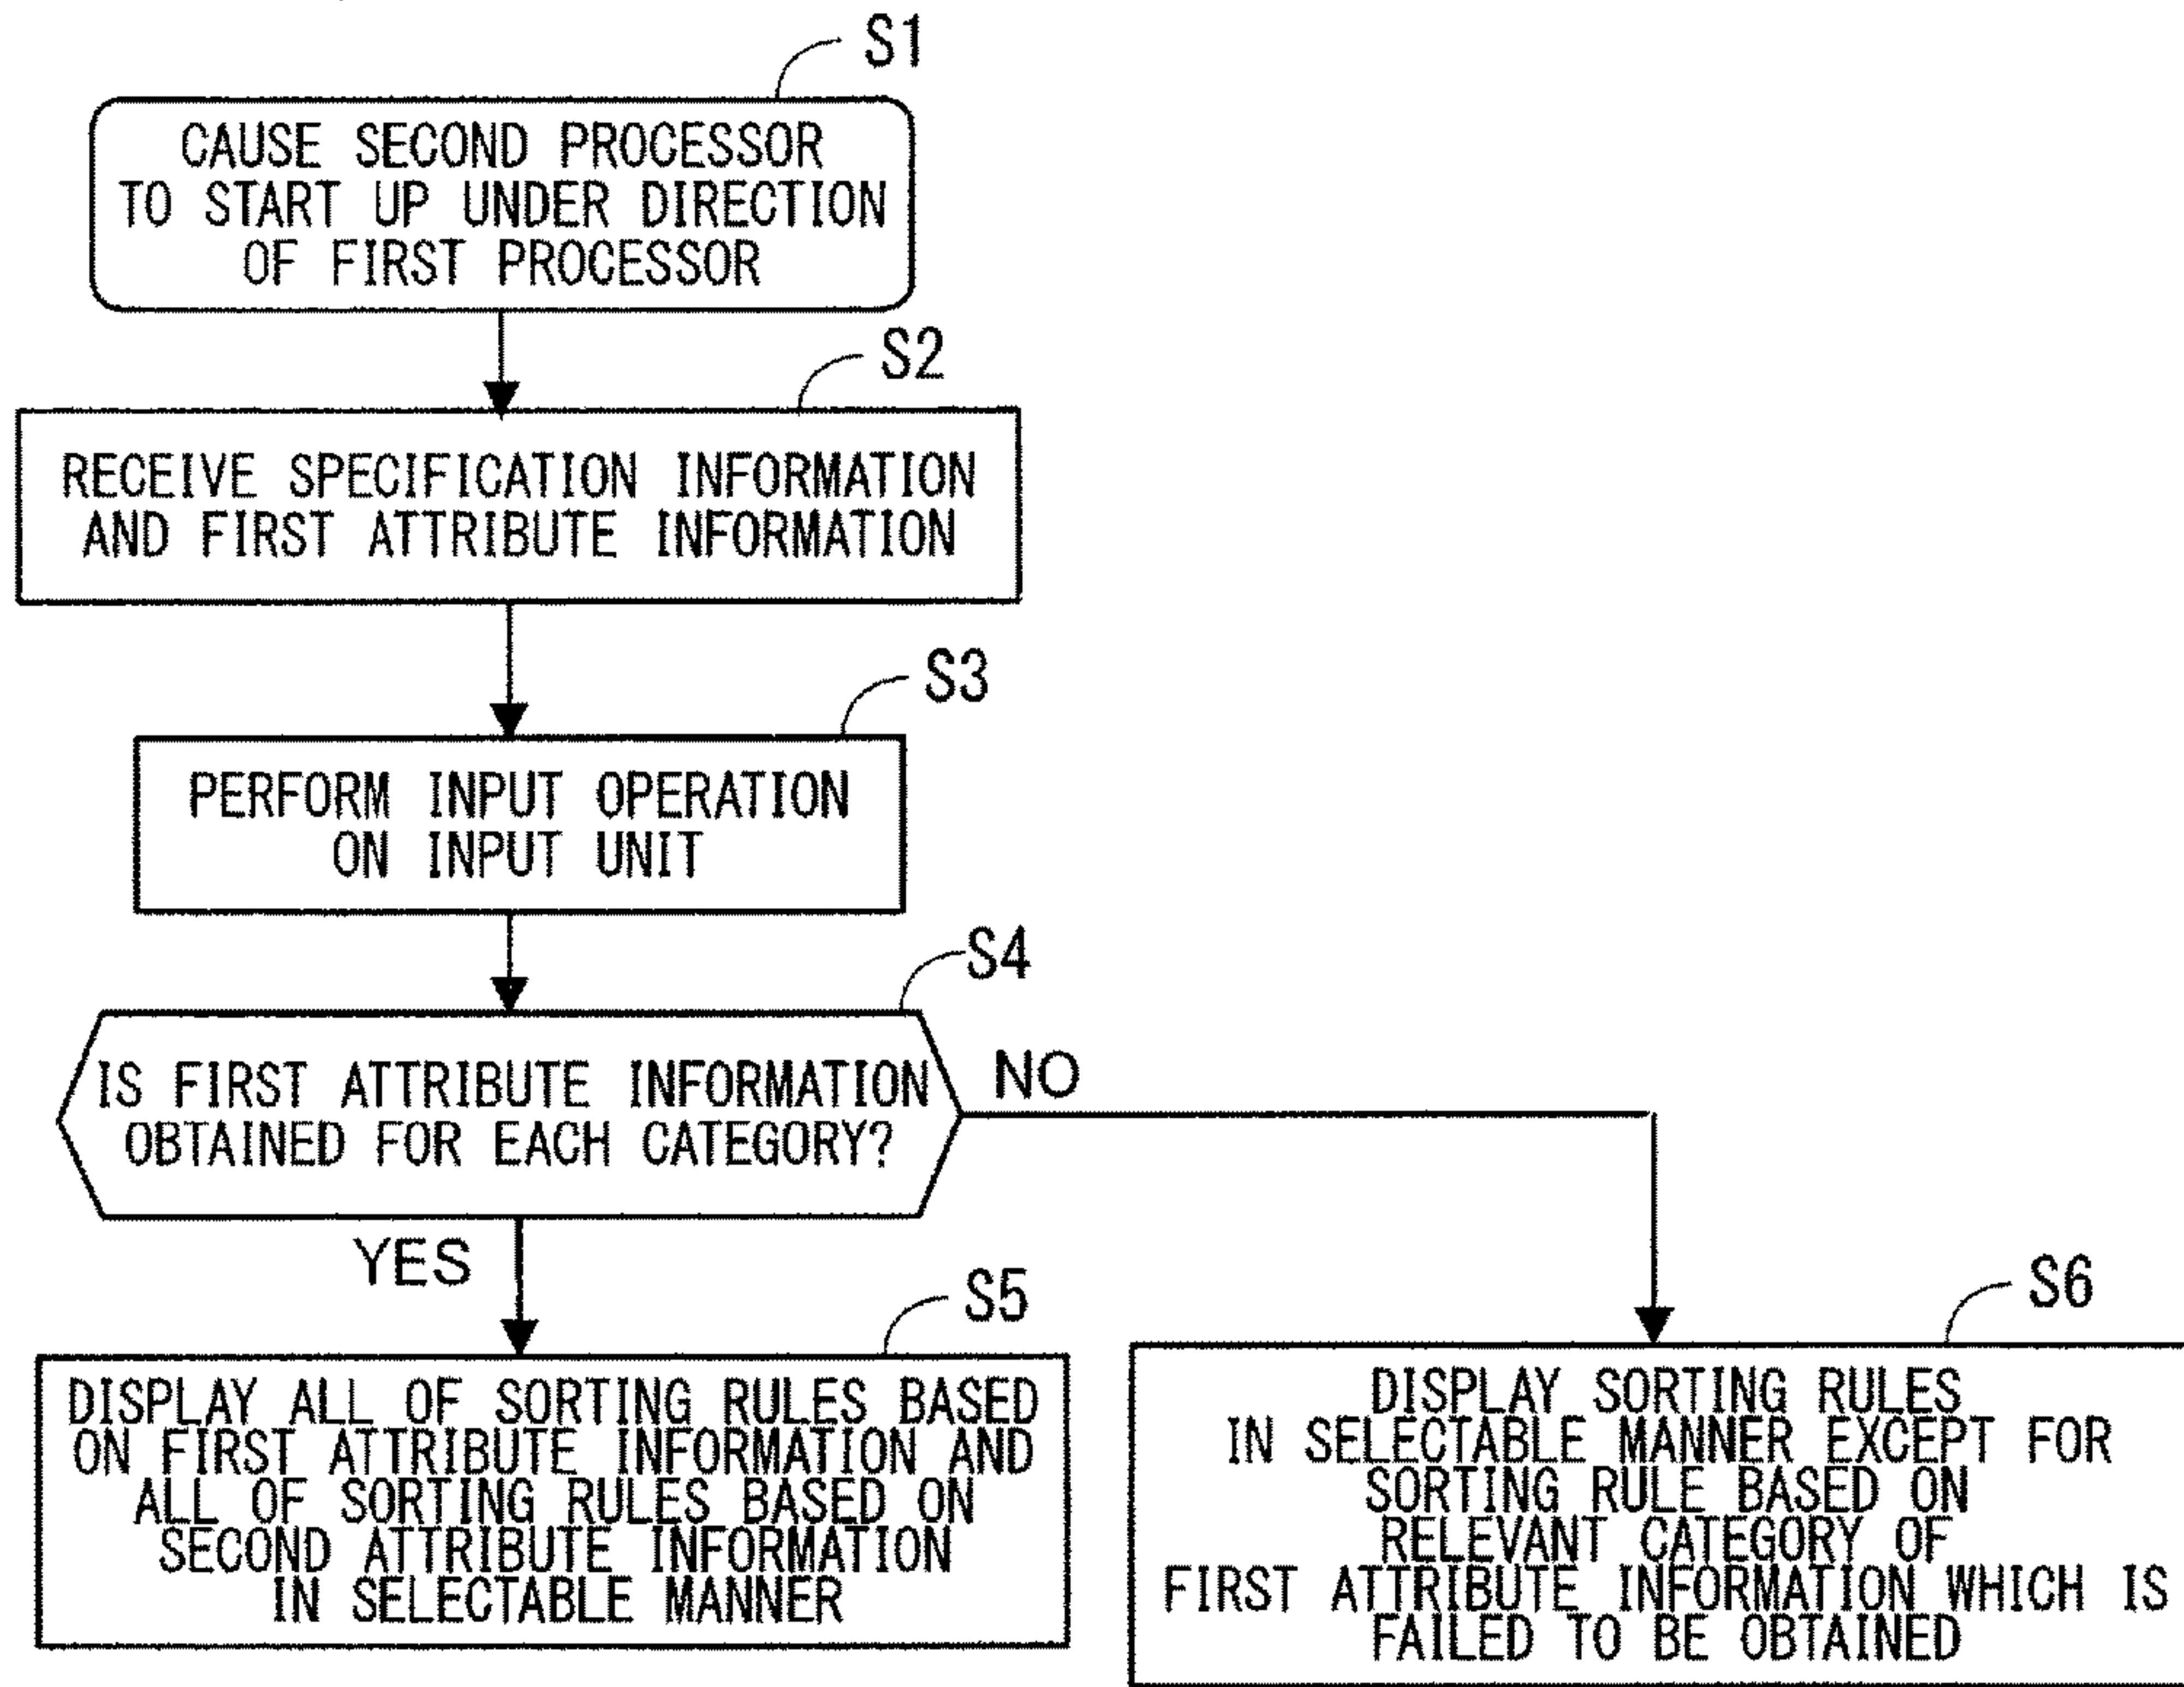 S1
CAUSE SECOND PROCESSOR
TO START UP UNDER DIRECTION
OF FIRST PROCESSOR
S2
RECEIVE SPECIFICATION INFORMATION
AND FIRST ATTRIBUTE INFORMATION
S3
PERFORM INPUT OPERATION
ON INPUT UNIT
S4
IS FIRST ATTRIBUTE INFORMATION
OBTAINED FOR EACH CATEGORY?
NO
YES
S5
DISPLAY ALL OF SORTING RULES BASED
ON FIRST ATTRIBUTE INFORMATION AND
ALL OF SORTING RULES BASED ON
SECOND ATTRIBUTE INFORMATION
IN SELECTABLE MANNER
S6
DISPLAY SORTING RULES
IN SELECTABLE MANNER EXCEPT FOR
SORTING RULE BASED ON
RELEVANT CATEGORY OF
FIRST ATTRIBUTE INFORMATION WHICH IS
FAILED TO BE OBTAINED